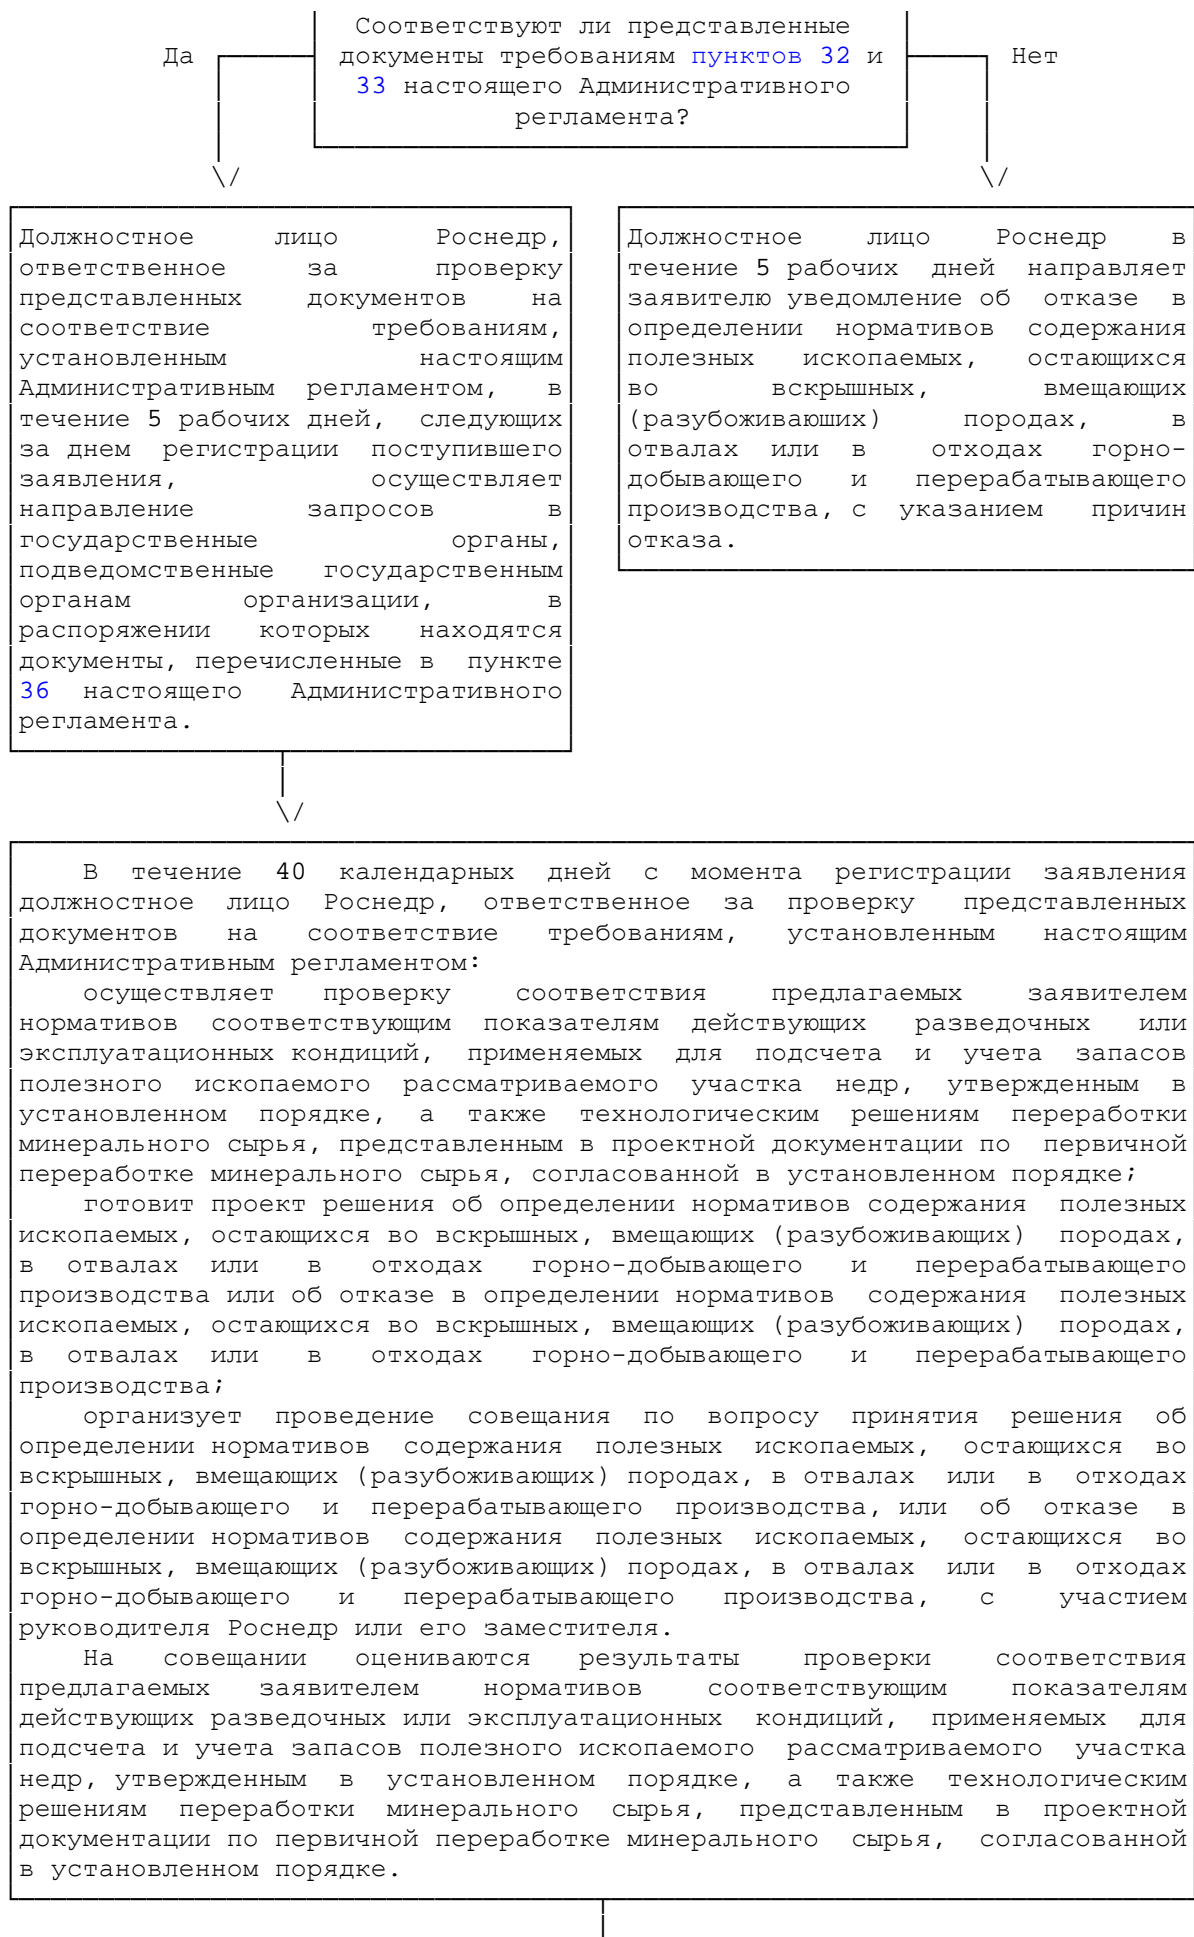 Соответствуют ли представленные
Да
документы требованиям пунктов 32 и
Нет
33 настоящего Административного
регламента?
\/
\/
Должностное лицо Роснедр,
ответственное за проверку
представленных документов на
соответствие требованиям,
установленным настоящим
Административным регламентом, в
течение 5 рабочих дней, следующих
за днем регистрации поступившего
заявления, осуществляет
направление запросов в
государственные органы,
подведомственные государственным
органам организации, в
распоряжении которых находятся
документы, перечисленные в пункте
36 настоящего Административного
регламента.
Должностное лицо Роснедр в
течение 5 рабочих дней направляет
заявителю уведомление об отказе в
определении нормативов содержания
полезных ископаемых, остающихся
во вскрышных, вмещающих
(разубоживаюших) породах, в
отвалах или в отходах горно-
добывающего и перерабатывающего
производства, с указанием причин
отказа.
\/
В течение 40 календарных дней с момента регистрации заявления
должностное лицо Роснедр, ответственное за проверку представленных
документов на соответствие требованиям, установленным настоящим
Административным регламентом:
осуществляет проверку соответствия предлагаемых заявителем
нормативов соответствующим показателям действующих разведочных или
эксплуатационных кондиций, применяемых для подсчета и учета запасов
полезного ископаемого рассматриваемого участка недр, утвержденным в
установленном порядке, а также технологическим решениям переработки
минерального сырья, представленным в проектной документации по первичной
переработке минерального сырья, согласованной в установленном порядке;
готовит проект решения об определении нормативов содержания полезных
ископаемых, остающихся во вскрышных, вмещающих (разубоживающих) породах,
в отвалах или в отходах горно-добывающего и перерабатывающего
производства или об отказе в определении нормативов содержания полезных
ископаемых, остающихся во вскрышных, вмещающих (разубоживающих) породах,
в отвалах или в отходах горно-добывающего и перерабатывающего
производства;
организует проведение совещания по вопросу принятия решения об
определении нормативов содержания полезных ископаемых, остающихся во
вскрышных, вмещающих (разубоживающих) породах, в отвалах или в отходах
горно-добывающего и перерабатывающего производства, или об отказе в
определении нормативов содержания полезных ископаемых, остающихся во
вскрышных, вмещающих (разубоживающих) породах, в отвалах или в отходах
горно-добывающего и перерабатывающего производства, с участием
руководителя Роснедр или его заместителя.
На совещании оцениваются результаты проверки соответствия
предлагаемых заявителем нормативов соответствующим показателям
действующих разведочных или эксплуатационных кондиций, применяемых для
подсчета и учета запасов полезного ископаемого рассматриваемого участка
недр, утвержденным в установленном порядке, а также технологическим
решениям переработки минерального сырья, представленным в проектной
документации по первичной переработке минерального сырья, согласованной
в установленном порядке.